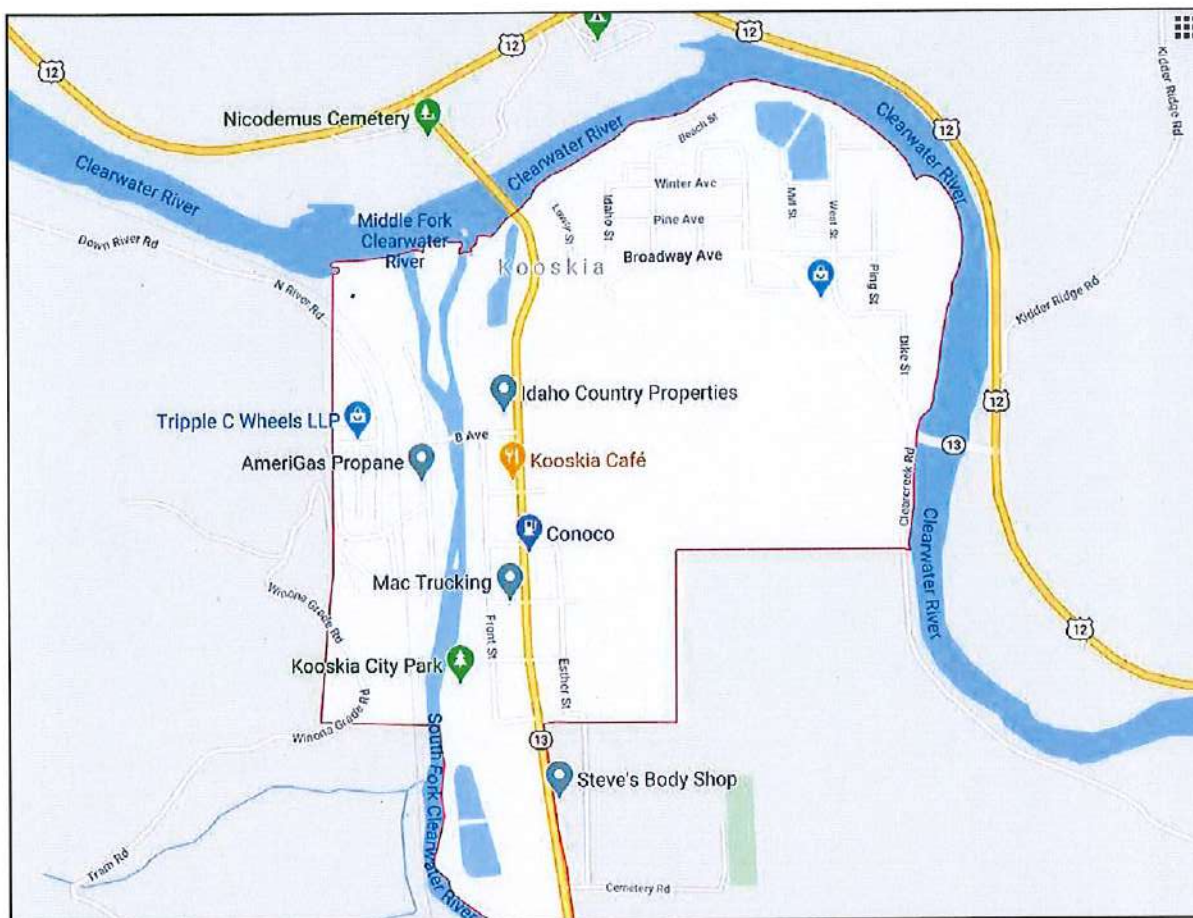 12
12
12
Nicodemus Cemetery
Kidder Ridge Rd
Clearwater River
Clearwater River
Clearwater River
12
Beach St
Down River Rd
Middle Fork
Clearwater
River
Lower St
Idaho St
Winter Ave
Pine Ave
Broadway Ave
Mill St
West St
Ping St
Kooskia
N River Rd
Kidder Ridge Rd
Dike St
Idaho Country Properties
12
Tripple C Wheels LLP
B Ave
13
AmeriGas Propane
Kooskia Café
Clearcreek Rd
Conoco
Clearwater River
Mac Trucking
Winona Grade Rd
Front St
12
Kooskia City Park
Esther St
Winona Grade Rd
13
South Fork Clearwater River
Steve's Body Shop
Tram Rd
Cemetery Rd